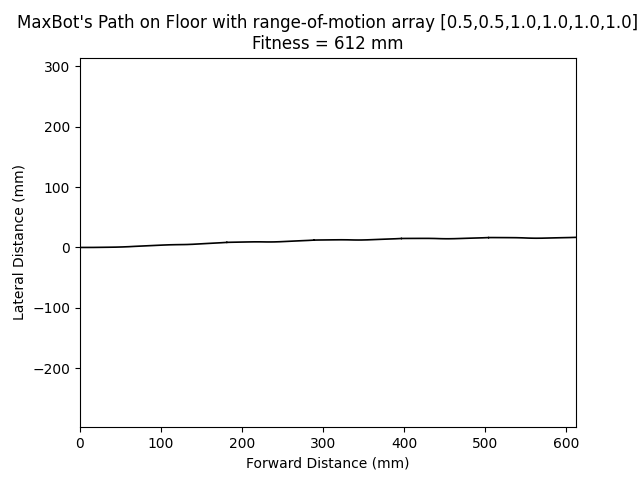 MaxBot's Path on Floor with range-of-motion array [0.5,0.5,1.0,1.0,1.0,1.0]
Fitness = 612 mm
300
200
100
0
−100
−200
Lateral Distance (mm)
0 100 200 300 400 500 600
Forward Distance (mm)